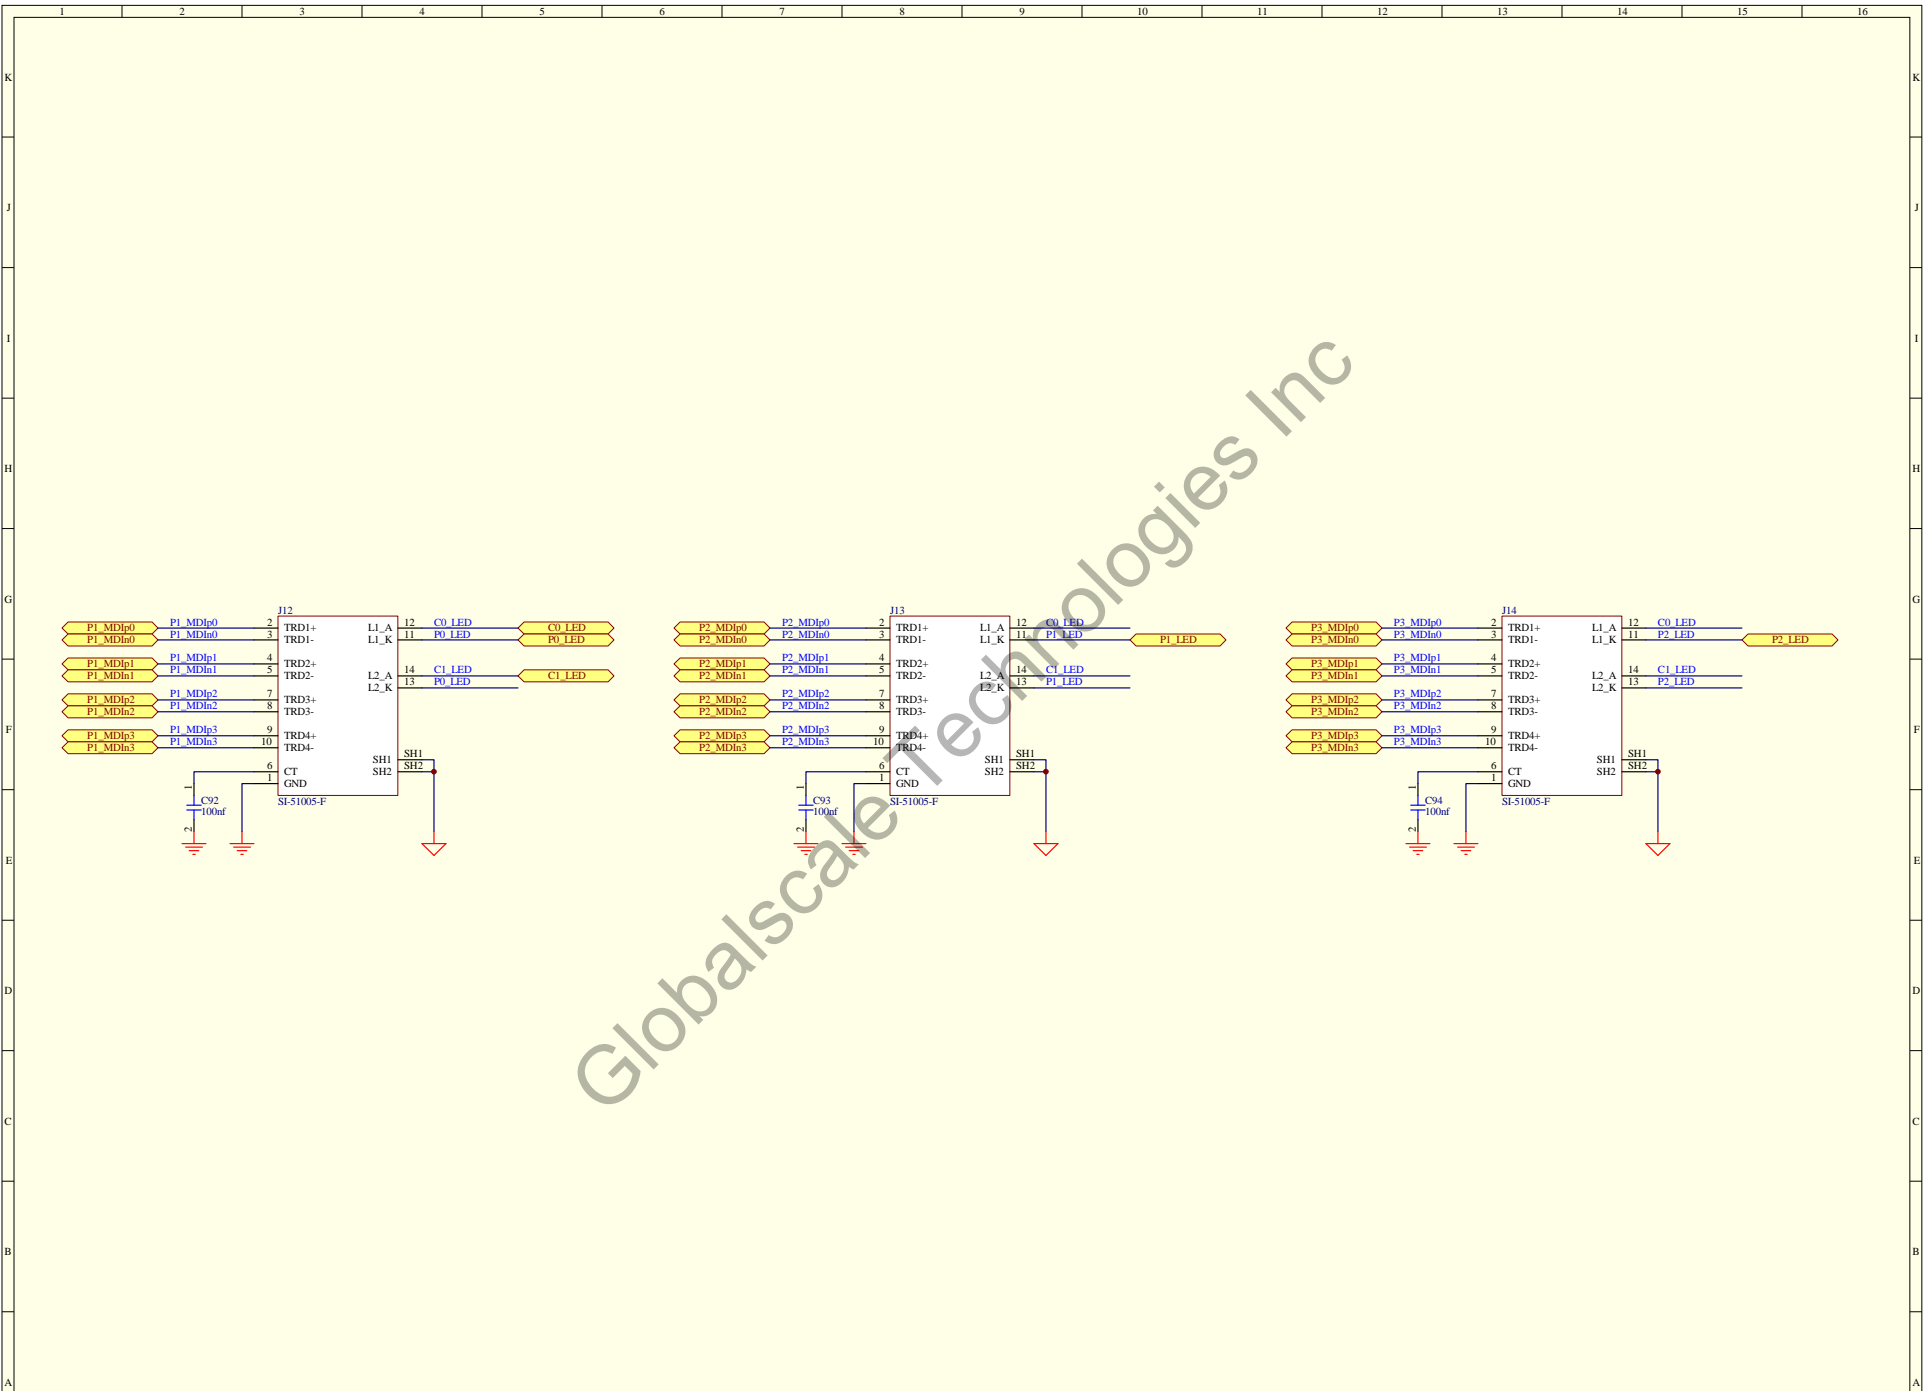 1 2 3 4 5 6 7 8 9 10 11 12 13 14 15 16
K K
J J
I I
H H
G G
F F
E E
D D
C C
B B
A A
Globalscale Technologies Inc
J12
P1_MDIp0 P1_MDIp0 2 TRD1+ L1_A 12 C0_LED C0_LED
P1_MDIn0 P1_MDIn0 3 TRD1- L1_K 11 P0_LED P0_LED
P1_MDIp1 P1_MDIp1 4 TRD2+
P1_MDIn1 P1_MDIn1 5 TRD2- L2_A 14 C1_LED C1_LED
L2_K 13 P0_LED
P1_MDIp2 P1_MDIp2 7 TRD3+
P1_MDIn2 P1_MDIn2 8 TRD3-
P1_MDIp3 P1_MDIp3 9 TRD4+
P1_MDIn3 P1_MDIn3 10 TRD4-
SH1 SH1
6 CT SH2 SH2
1 GND
SI-51005-F
1 C92
100nf
2
J13
P2_MDIp0 P2_MDIp0 2 TRD1+ L1_A 12 C0_LED
P2_MDIn0 P2_MDIn0 3 TRD1- L1_K 11 P1_LED P1_LED
P2_MDIp1 P2_MDIp1 4 TRD2+
P2_MDIn1 P2_MDIn1 5 TRD2- L2_A 14 C1_LED
L2_K 13 P1_LED
P2_MDIp2 P2_MDIp2 7 TRD3+
P2_MDIn2 P2_MDIn2 8 TRD3-
P2_MDIp3 P2_MDIp3 9 TRD4+
P2_MDIn3 P2_MDIn3 10 TRD4-
SH1 SH1
6 CT SH2 SH2
1 GND
SI-51005-F
1 C93
100nf
2
J14
P3_MDIp0 P3_MDIp0 2 TRD1+ L1_A 12 C0_LED
P3_MDIn0 P3_MDIn0 3 TRD1- L1_K 11 P2_LED P2_LED
P3_MDIp1 P3_MDIp1 4 TRD2+
P3_MDIn1 P3_MDIn1 5 TRD2- L2_A 14 C1_LED
L2_K 13 P2_LED
P3_MDIp2 P3_MDIp2 7 TRD3+
P3_MDIn2 P3_MDIn2 8 TRD3-
P3_MDIp3 P3_MDIp3 9 TRD4+
P3_MDIn3 P3_MDIn3 10 TRD4-
SH1 SH1
6 CT SH2 SH2
1 GND
SI-51005-F
1 C94
100nf
2